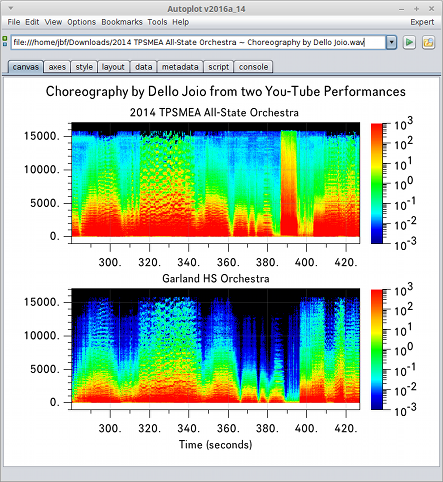 Autoplot v2016a_14
File Edit View Options Bookmarks Tools Help Expert
file:///home/jbf/Downloads/2014 TPSMEA All-State Orchestra ~ Choreography by Dello Joio.wav
canvas axes style layout data metadata script console
Choreography by Dello Joio from two You-Tube Performances
2014 TPSMEA All-State Orchestra
15000.
10000.
5000.
0.
300. 320. 340. 360. 380. 400. 420.
10^3
10^2
10^1
10^0
10^-1
10^-2
10^-3
Garland HS Orchestra
15000.
10000.
5000.
0.
300. 320. 340. 360. 380. 400. 420.
10^3
10^2
10^1
10^0
10^-1
10^-2
10^-3
Time (seconds)